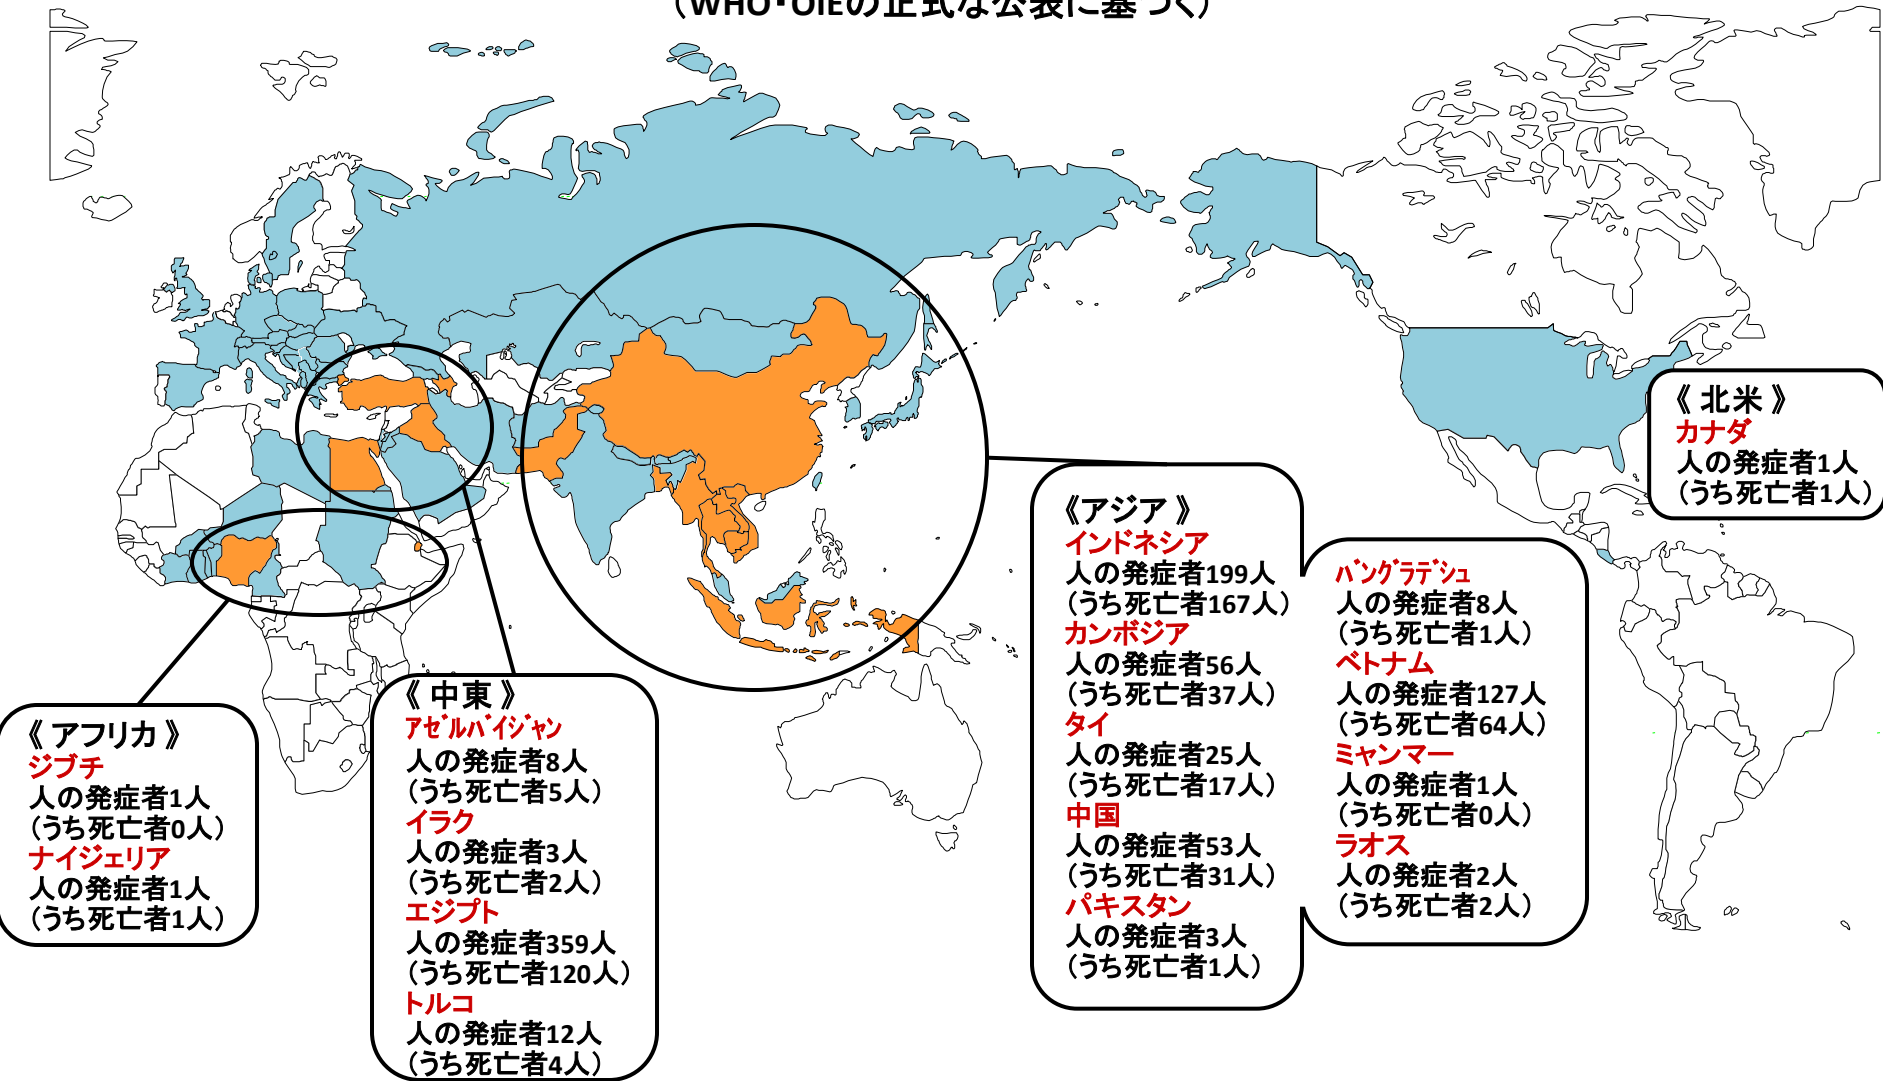 (WHO・OIEの正式な公表に基づく)
《 北米 》
カナダ
人の発症者1人
(うち死亡者1人)
《アジア 》
インドネシア
人の発症者199人
(うち死亡者167人)
カンボジア
人の発症者56人
(うち死亡者37人)
タイ
人の発症者25人
(うち死亡者17人)
中国
人の発症者53人
(うち死亡者31人)
パキスタン
人の発症者3人
(うち死亡者1人)
バングラデシュ
人の発症者8人
(うち死亡者1人)
ベトナム
人の発症者127人
(うち死亡者64人)
ミャンマー
人の発症者1人
(うち死亡者0人)
ラオス
人の発症者2人
(うち死亡者2人)
《 中東 》
アゼルバイジャン
人の発症者8人
(うち死亡者5人)
イラク
人の発症者3人
(うち死亡者2人)
エジプト
人の発症者359人
(うち死亡者120人)
トルコ
人の発症者12人
(うち死亡者4人)
《 アフリカ 》
ジブチ
人の発症者1人
(うち死亡者0人)
ナイジェリア
人の発症者1人
(うち死亡者1人)